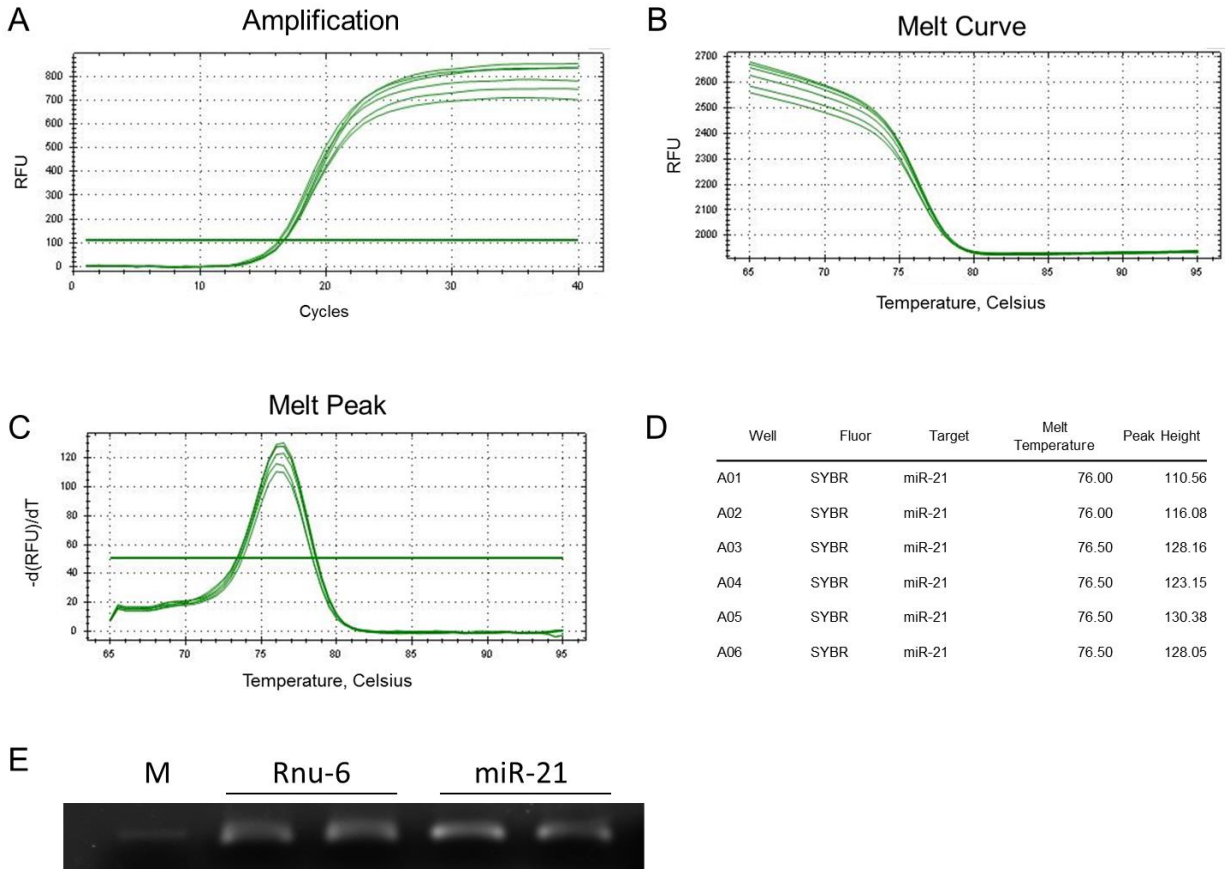 A
Amplification
RFU
800
700
600
500
400
300
200
100
0
0
10
20
30
40
Cycles
B
Melt Curve
RFU
2700
2600
2500
2400
2300
2200
2100
2000
65
70
75
80
85
90
95
Temperature, Celsius
C
Melt Peak
-d(RFU)/dT
120
100
80
60
40
20
0
65
70
75
80
85
90
95
Temperature, Celsius
D
Well Fluor Target Melt Temperature Peak Height
A01 SYBR miR-21 76.00 110.56
A02 SYBR miR-21 76.00 116.08
A03 SYBR miR-21 76.50 128.16
A04 SYBR miR-21 76.50 123.15
A05 SYBR miR-21 76.50 130.38
A06 SYBR miR-21 76.50 128.05
E
M Rnu-6 miR-21